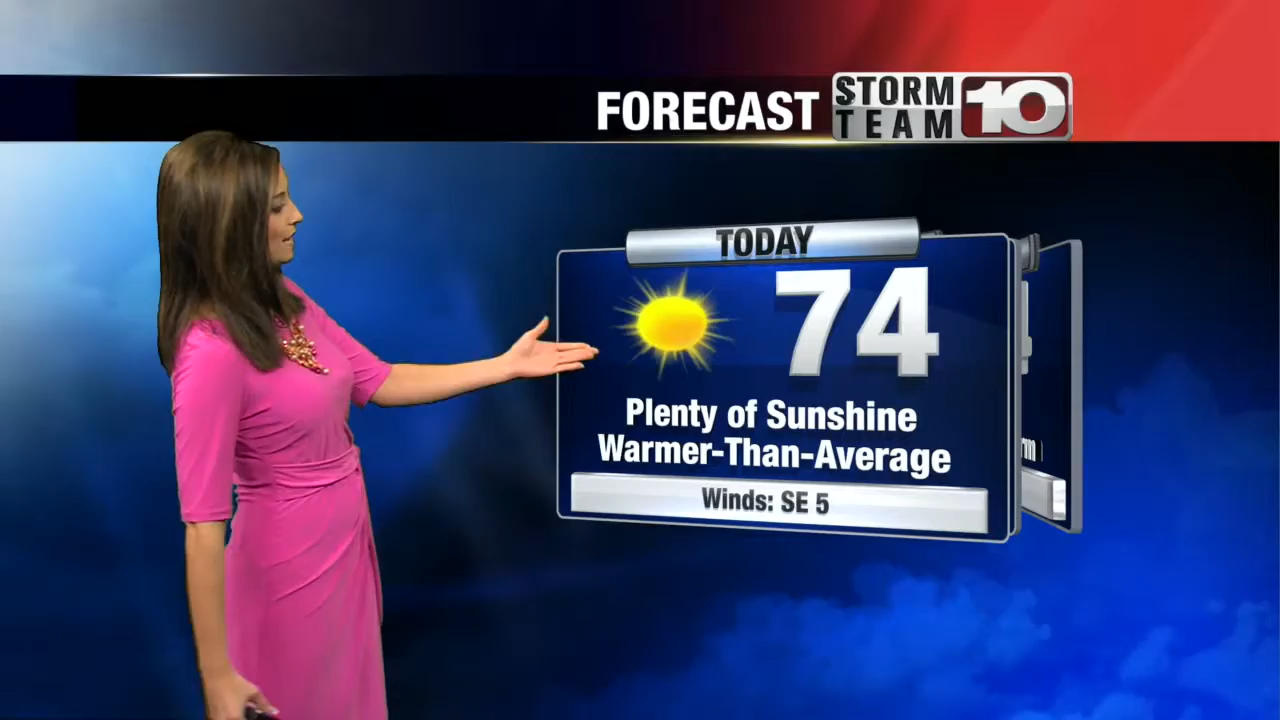 FORECAST
STORM
TEAM
10
TODAY
74
Plenty of Sunshine
Warmer-Than-Average
Winds: SE 5